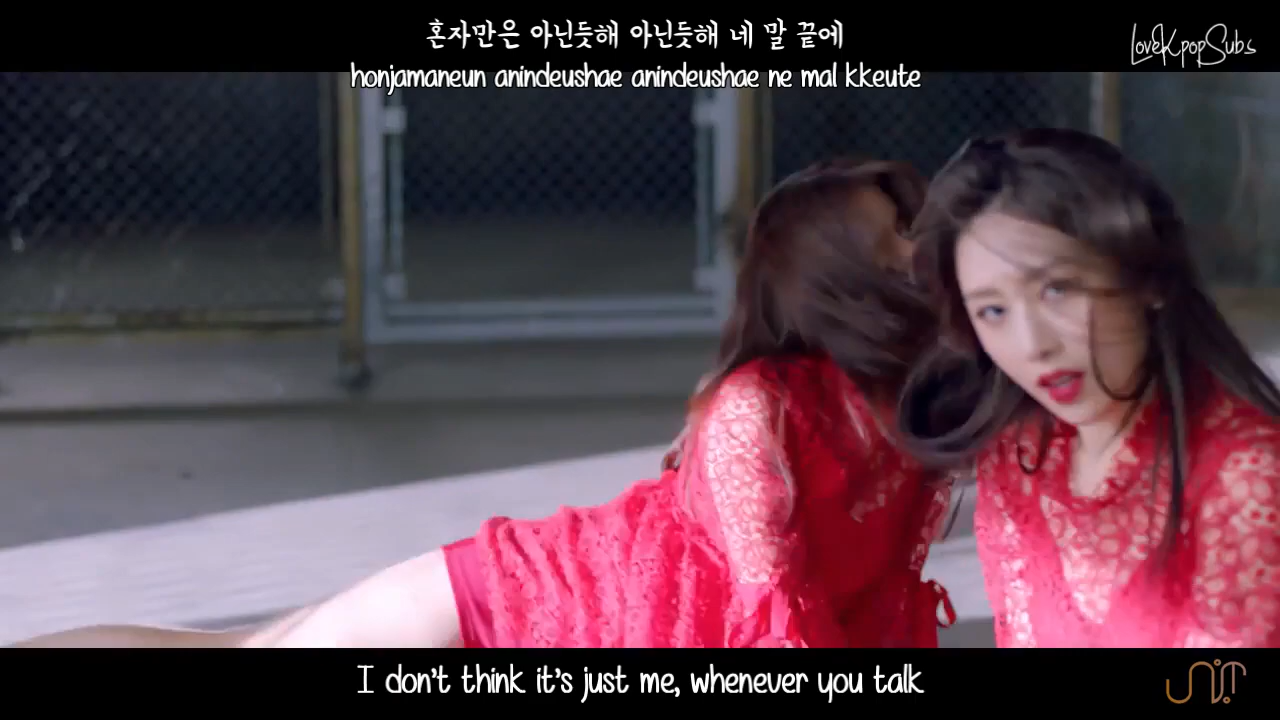 혼자만은 아닌듯해 아닌듯해 네 말 끝에
LoveKpopSubs
honjamaneun anindeushae anindeushae ne mal kkeute
I don't think it's just me, whenever you talk
UNI.T